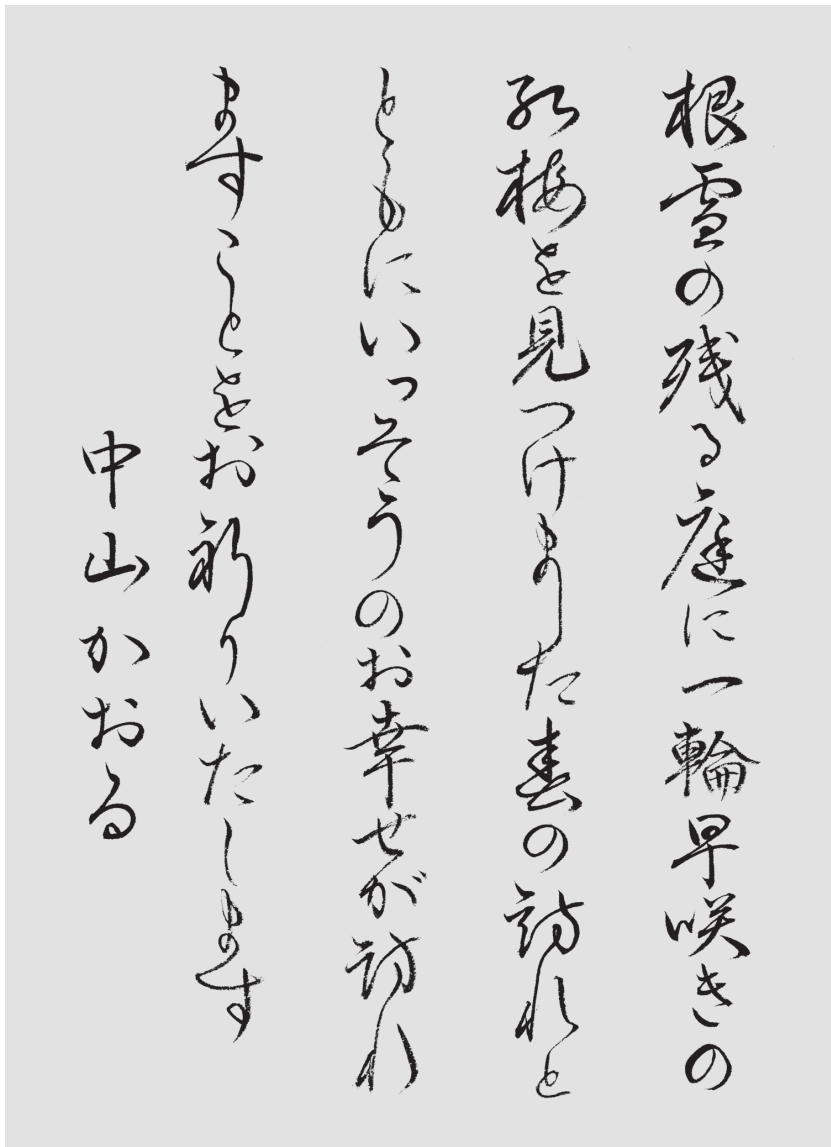 根雪の残る庭に一輪早咲きの
紅梅を見つけました春の訪れと
ともにいっそうのお幸せが訪れ
ますことをお祈りいたします
中山かおる